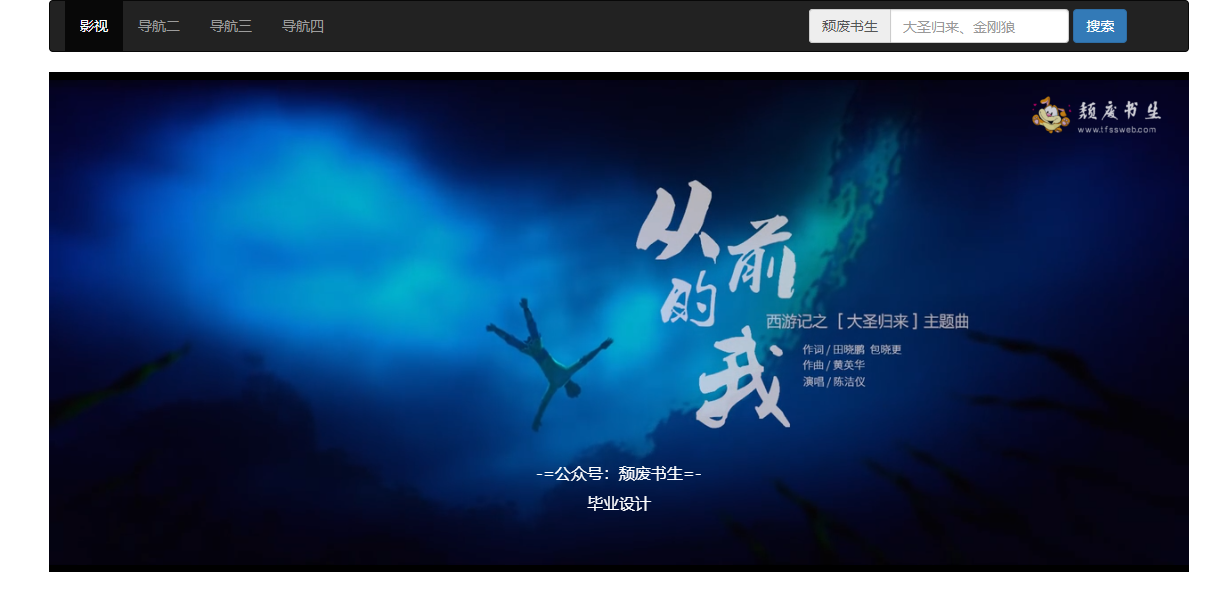 影视 导航二 导航三 导航四 颓废书生 大圣归来、金刚狼 搜索
颓废书生
www.tfssweb.com
从前的我
西游记之 [ 大圣归来 ] 主题曲
作词 / 田晓鹏 包晓更
作曲 / 黄英华
演唱 / 陈洁仪
-=公众号：颓废书生=-
毕业设计